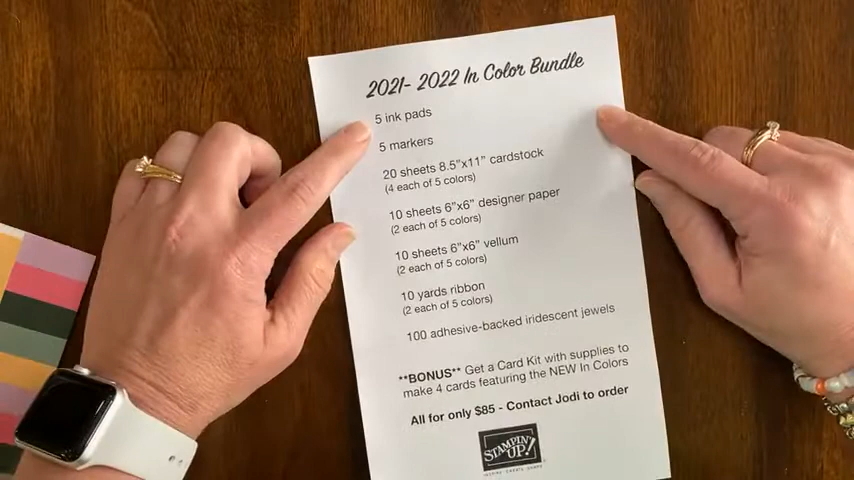 2021- 2022 In Color Bundle
5 ink pads
5 markers
20 sheets 8.5"x11" cardstock
(4 each of 5 colors)
10 sheets 6"x6" designer paper
(2 each of 5 colors)
10 sheets 6"x6" vellum
(2 each of 5 colors)
10 yards ribbon
(2 each of 5 colors)
100 adhesive-backed iridescent jewels
**BONUS** Get a Card Kit with supplies to
make 4 cards featuring the NEW In Colors
All for only $85 - Contact Jodi to order
STAMPIN' UP!
INSPIRE. CREATE. SHARE.